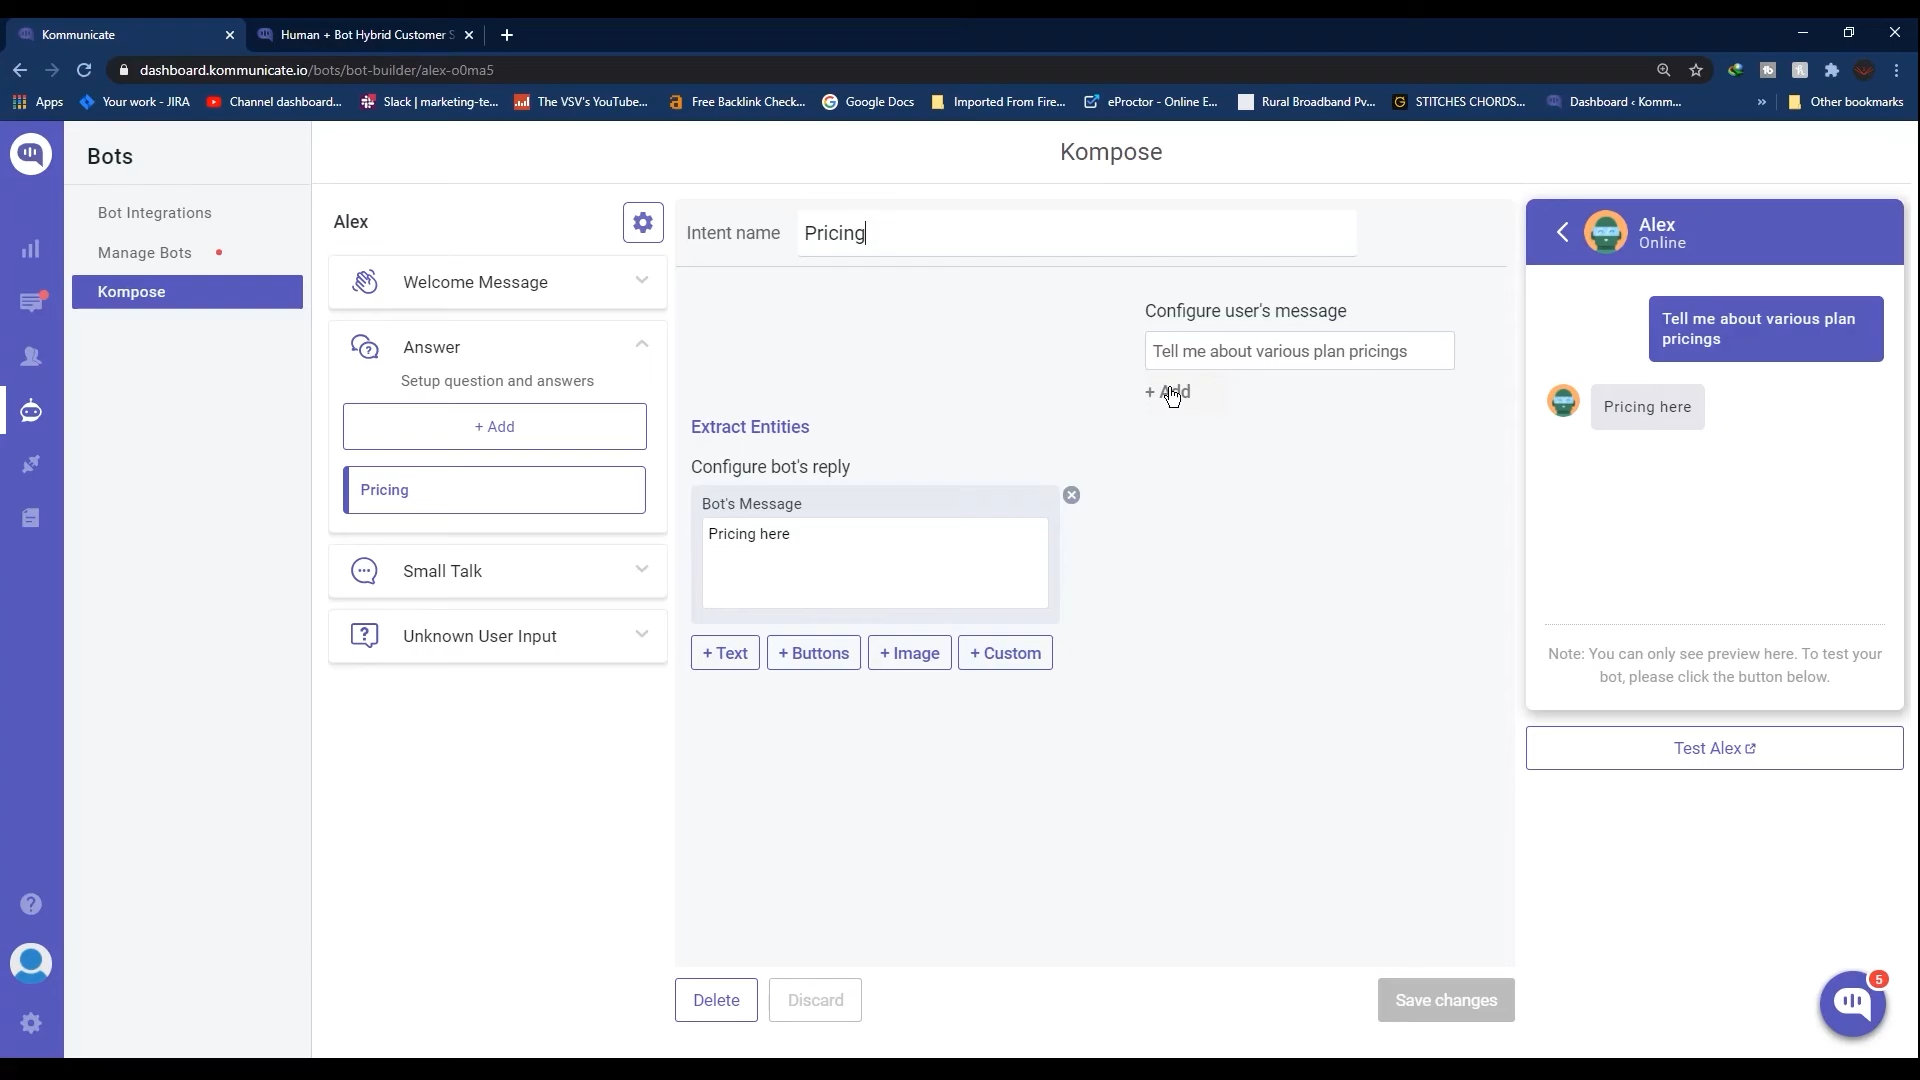 Kommunicate
Human + Bot Hybrid Customer S
dashboard.kommunicate.io/bots/bot-builder/alex-o0ma5
Apps
Your work - JIRA
Channel dashboard...
Slack | marketing-te...
The VSV's YouTube...
Free Backlink Check...
Google Docs
Imported From Fire...
eProctor - Online E...
Rural Broadband Pv...
STITCHES CHORDS...
Dashboard ‹ Komm...
»
Other bookmarks
Bots
Bot Integrations
Manage Bots
Kompose
Kompose
Alex
Welcome Message
Answer
Setup question and answers
+ Add
Pricing
Small Talk
Unknown User Input
Intent name
Pricing
Configure user's message
Tell me about various plan pricings
+ Add
Extract Entities
Configure bot's reply
Bot's Message
Pricing here
+ Text
+ Buttons
+ Image
+ Custom
Delete
Discard
Save changes
Alex
Online
Tell me about various plan
pricings
Pricing here
Note: You can only see preview here. To test your
bot, please click the button below.
Test Alex
5